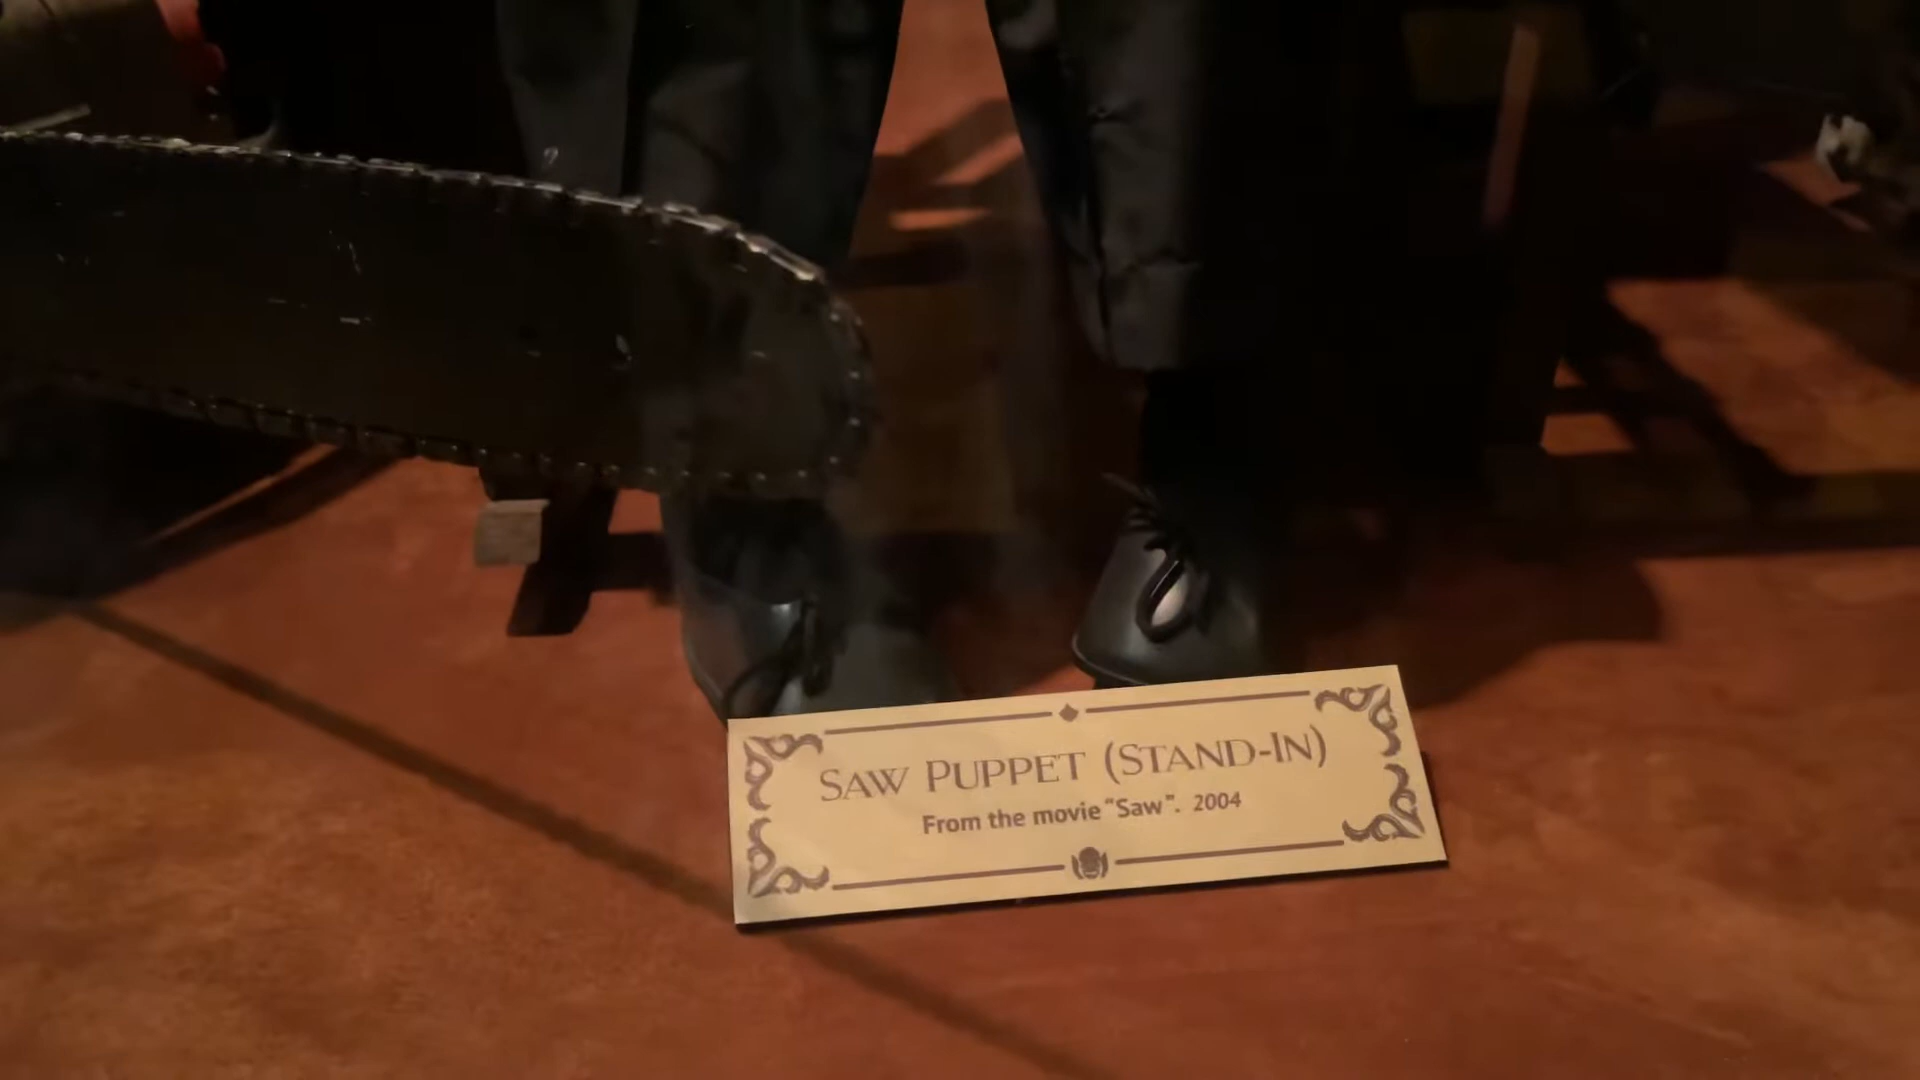 SAW PUPPET (STAND-IN)
From the movie "Saw". 2004